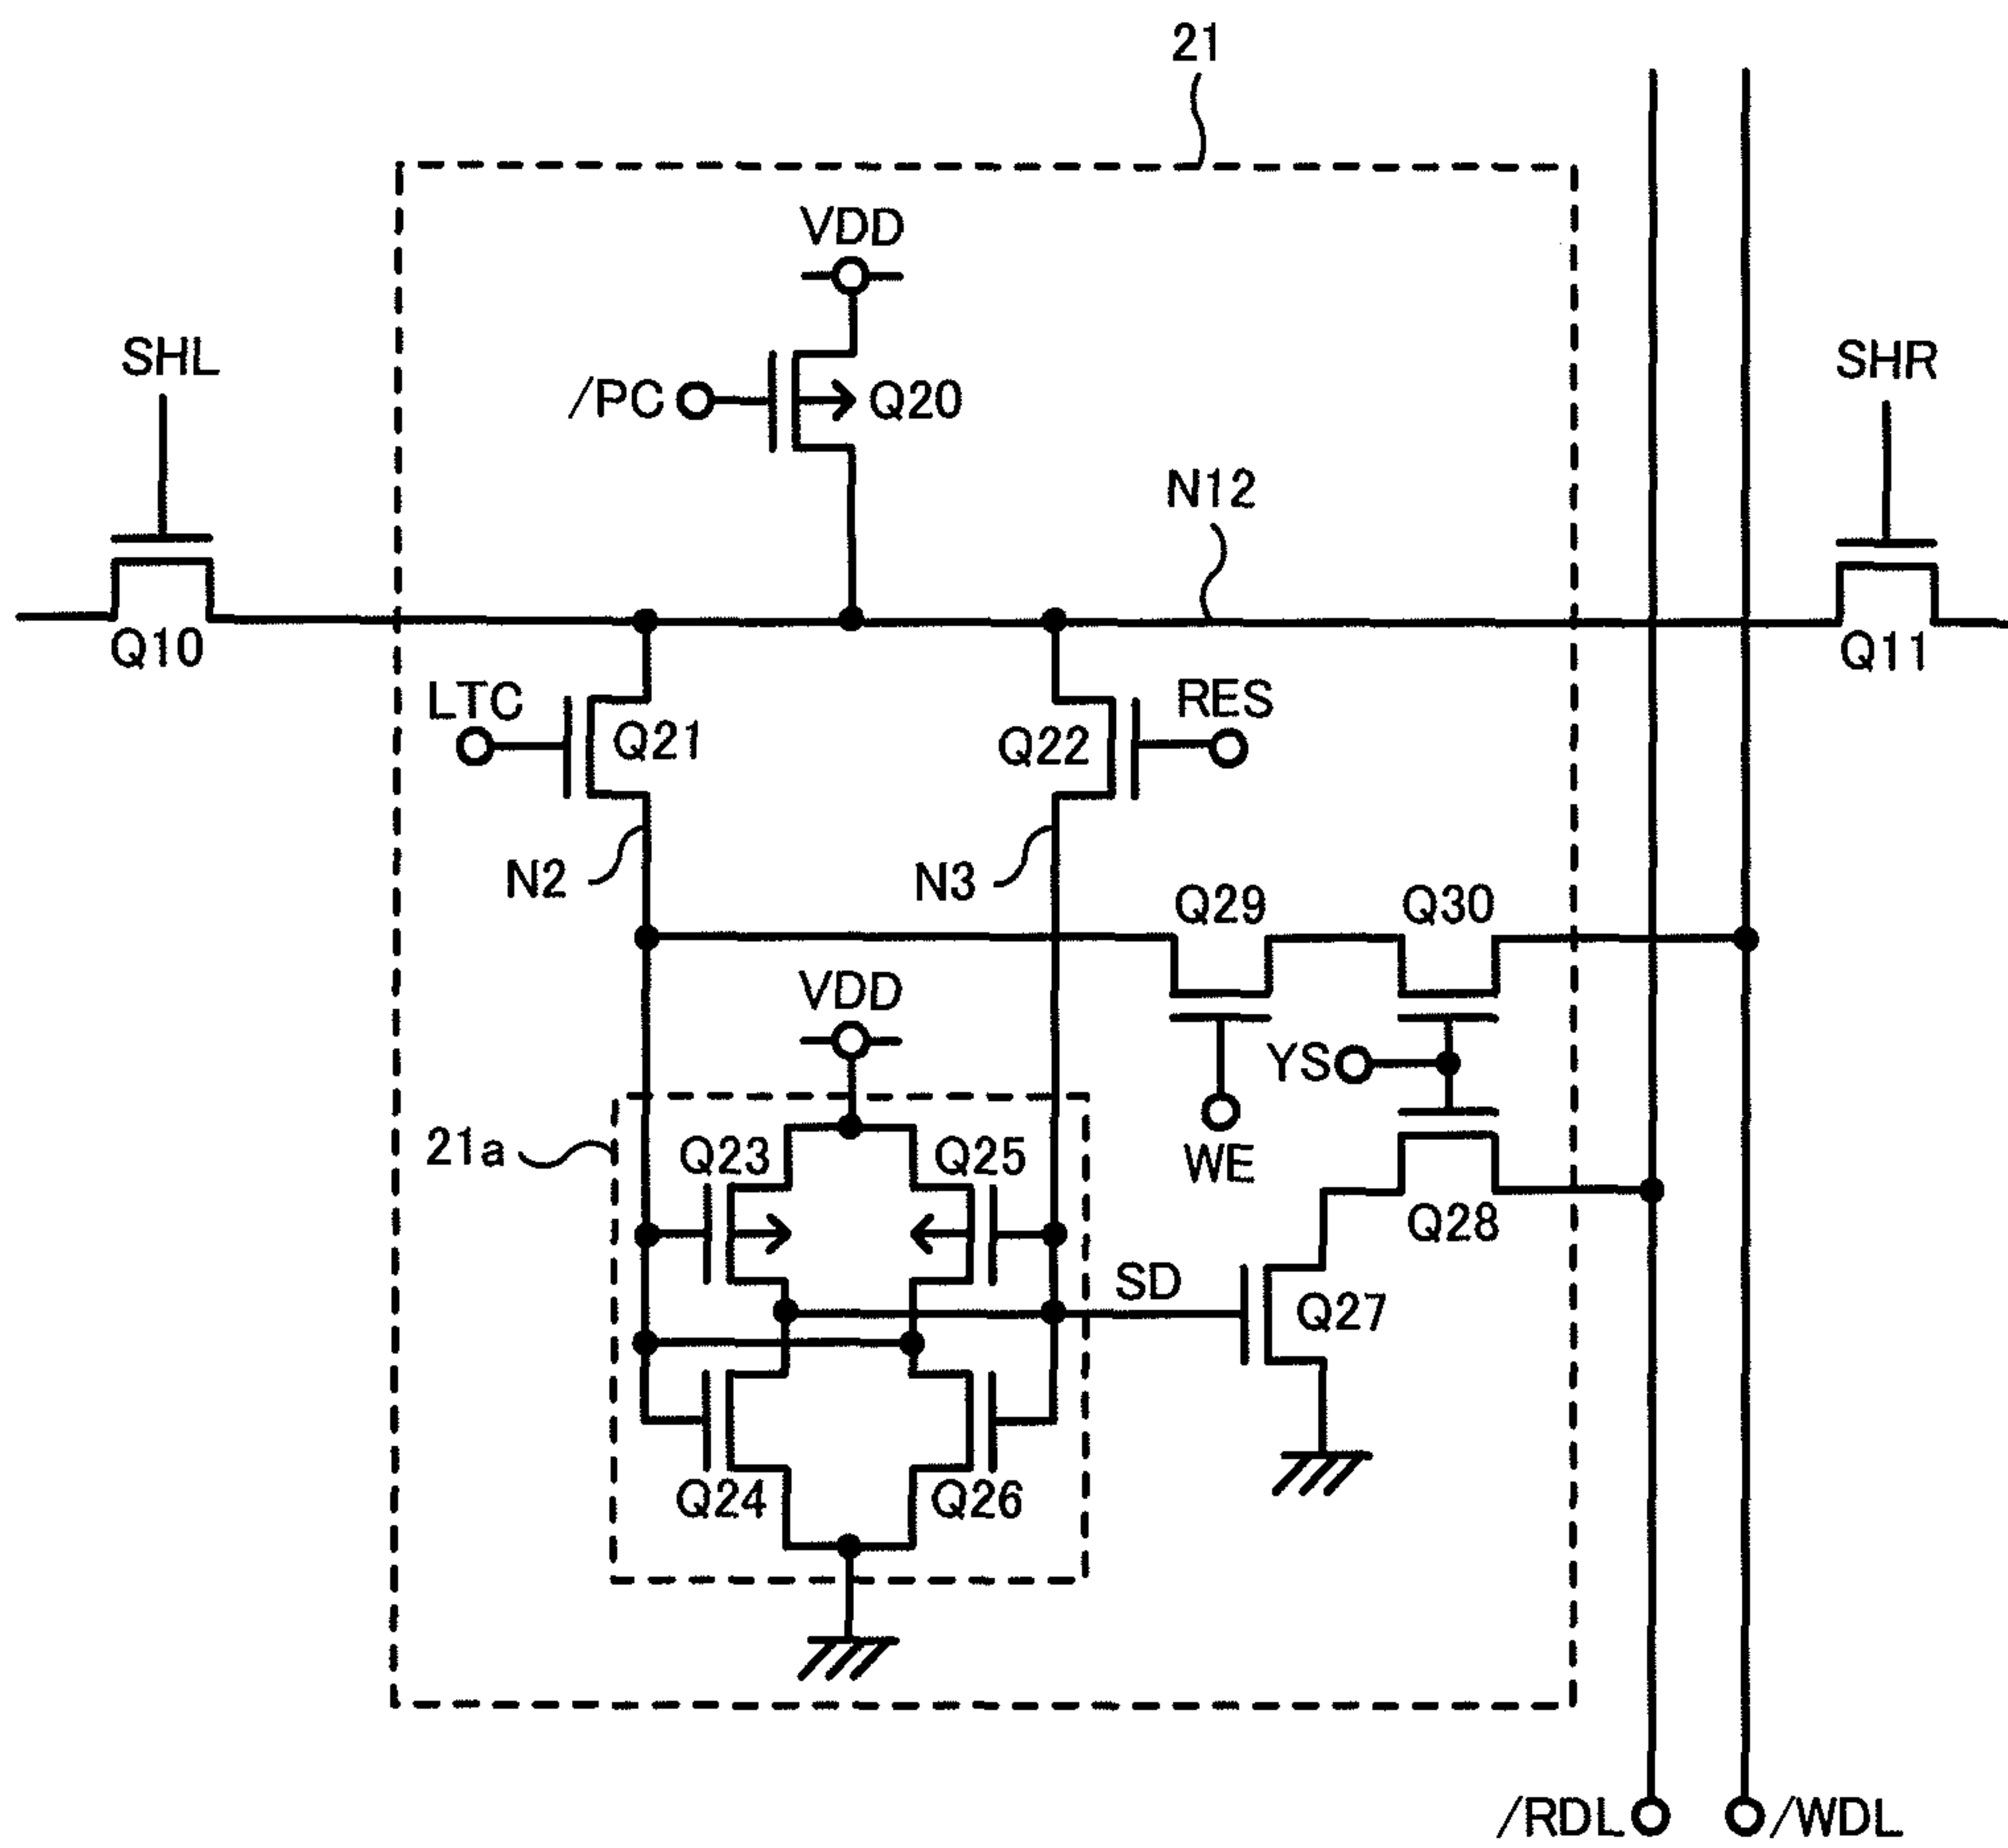 21
VDD
SHL
SHR
/PC
Q20
N12
Q10
Q11
LTC
RES
Q21
Q22
N2
N3
Q29
Q30
VDD
YS
21a
Q23
Q25
WE
Q28
SD
Q27
Q24
Q26
/RDL
/WDL